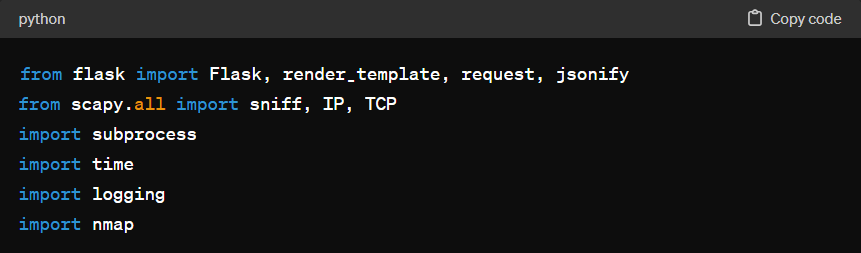 python
Copy code
from flask import Flask, render_template, request, jsonify
from scapy.all import sniff, IP, TCP
import subprocess
import time
import logging
import nmap